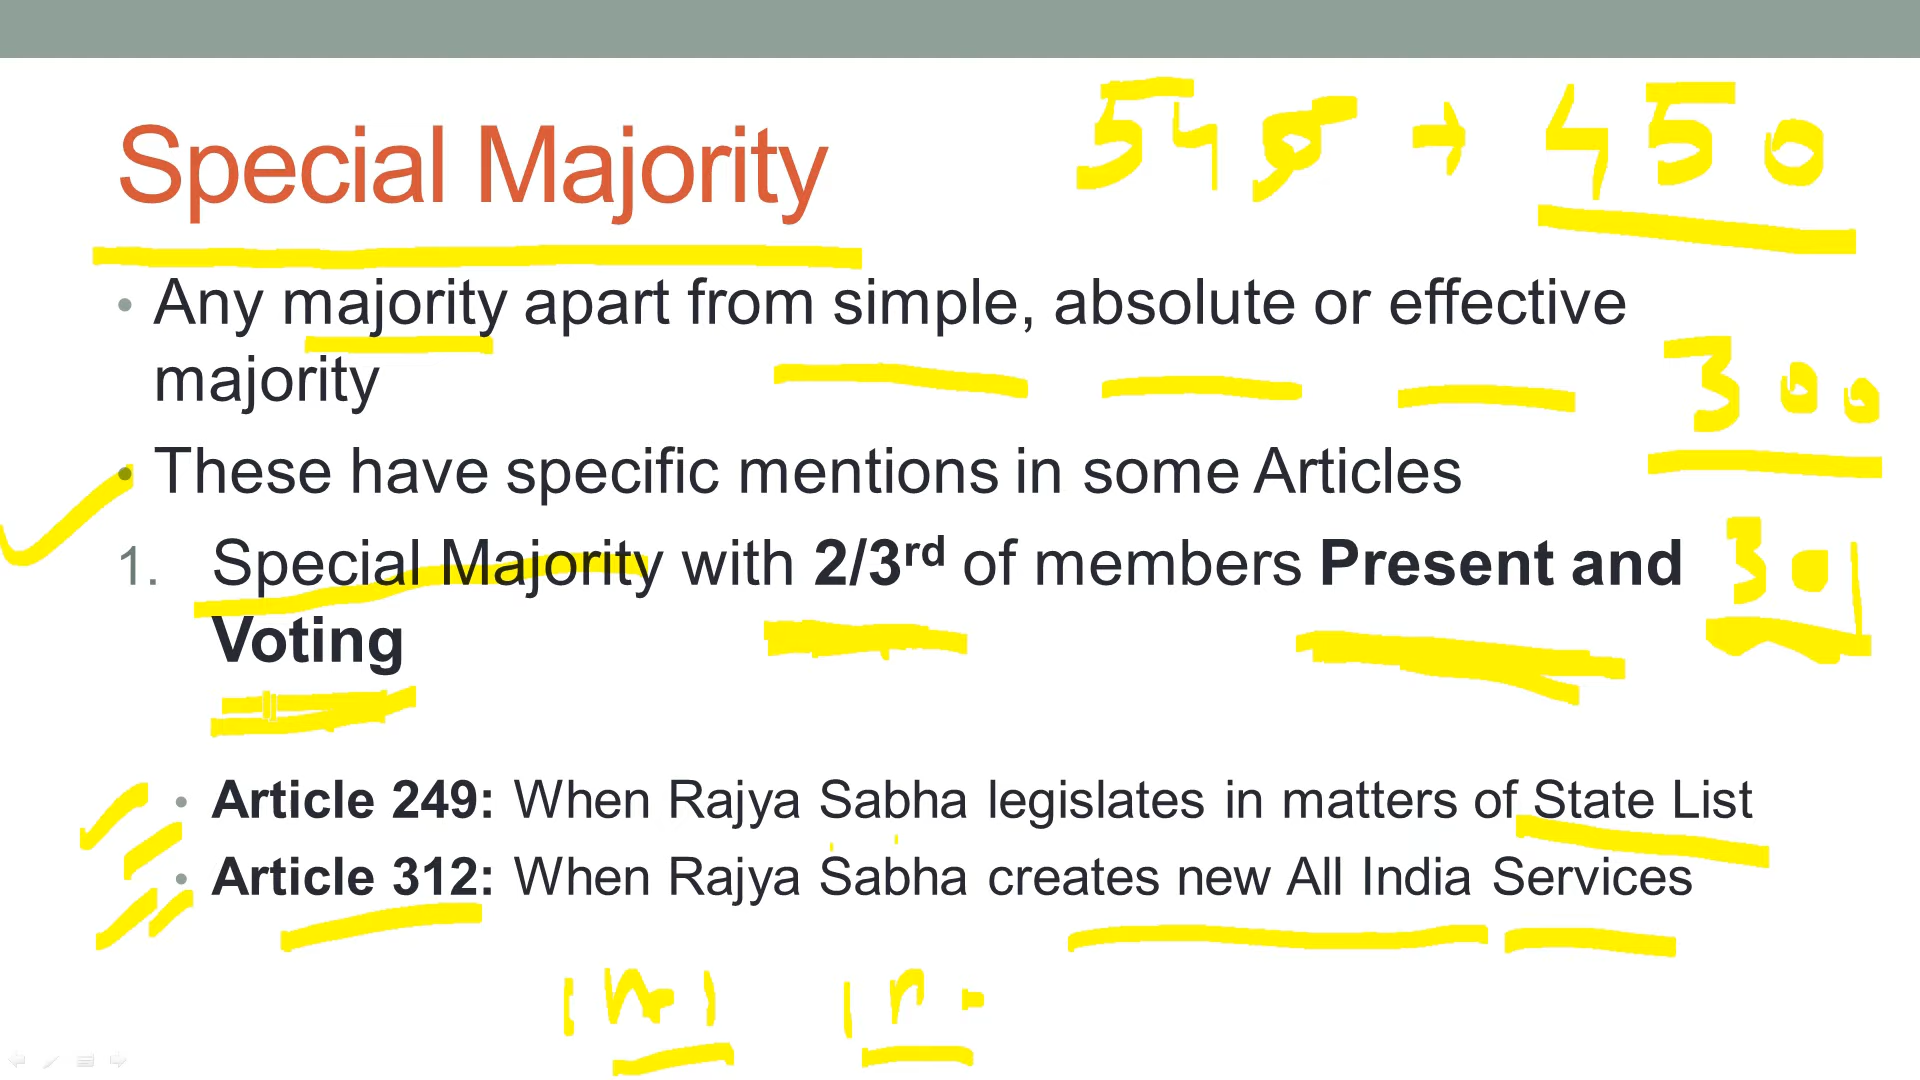 Special Majority
545 → 450
• Any majority apart from simple, absolute or effective
majority
300
• These have specific mentions in some Articles
1. Special Majority with 2/3rd of members Present and
Voting
301
• Article 249: When Rajya Sabha legislates in matters of State List
• Article 312: When Rajya Sabha creates new All India Services